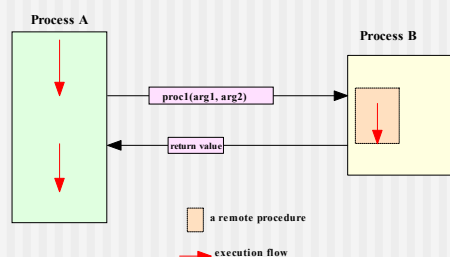 Process A
Process B
proc1(arg1, arg2)
return value
a remote procedure
execution flow